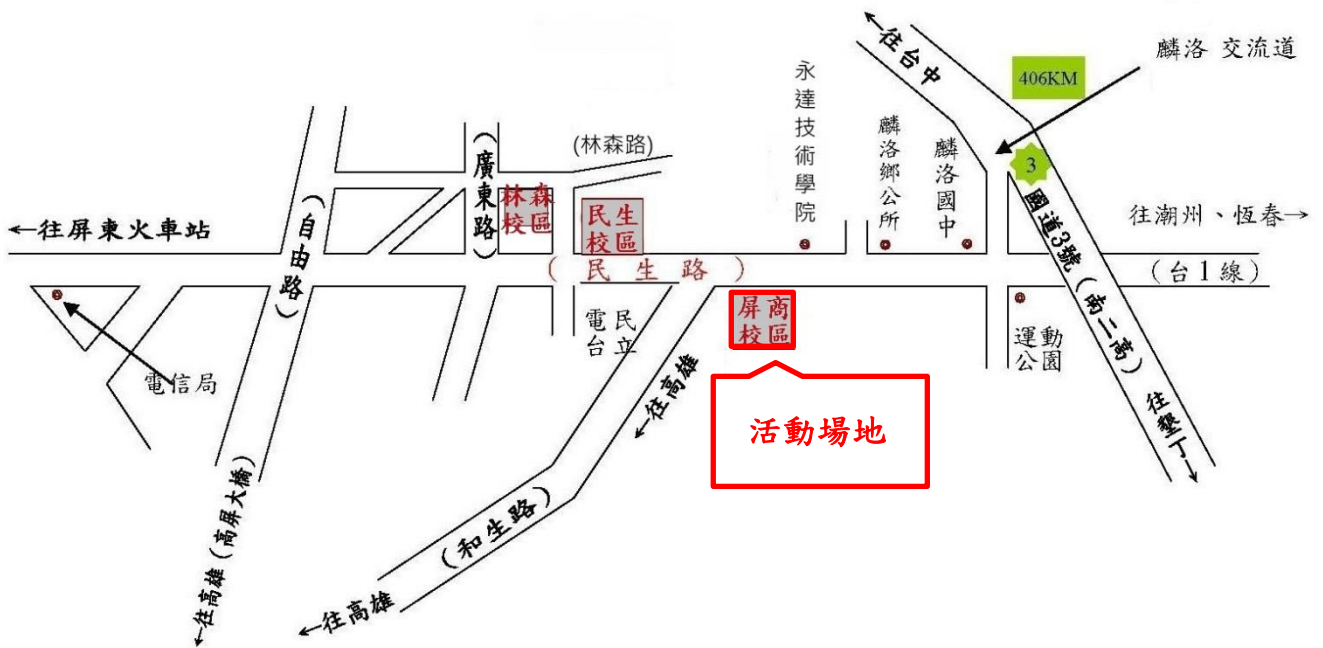 ←往台中
麟洛 交流道
406KM
永達技術學院
麟洛鄉公所
麟洛國中
(林森路)
(廣東路)
3
林森
校區
民生
校區
國道3號(南二高)
往潮州、恆春→
←往屏東火車站
(自由路)
(民生路)
(台1線)
屏商
校區
電民
台立
運動
公園
電信局
←往高雄
往墾丁→
活動場地
←往高雄(高屏大橋)
(和生路)
←往高雄